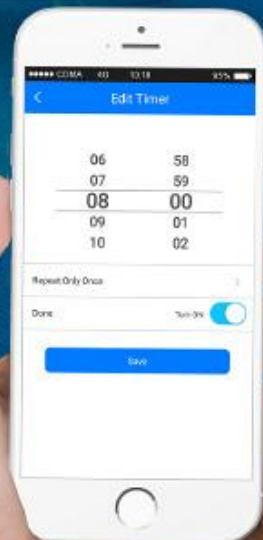 CDMA 4G 10:18 93%
Edit Timer
06 58
07 59
08 00
09 01
10 02
Repeat Only Once
Done Turn ON
Save